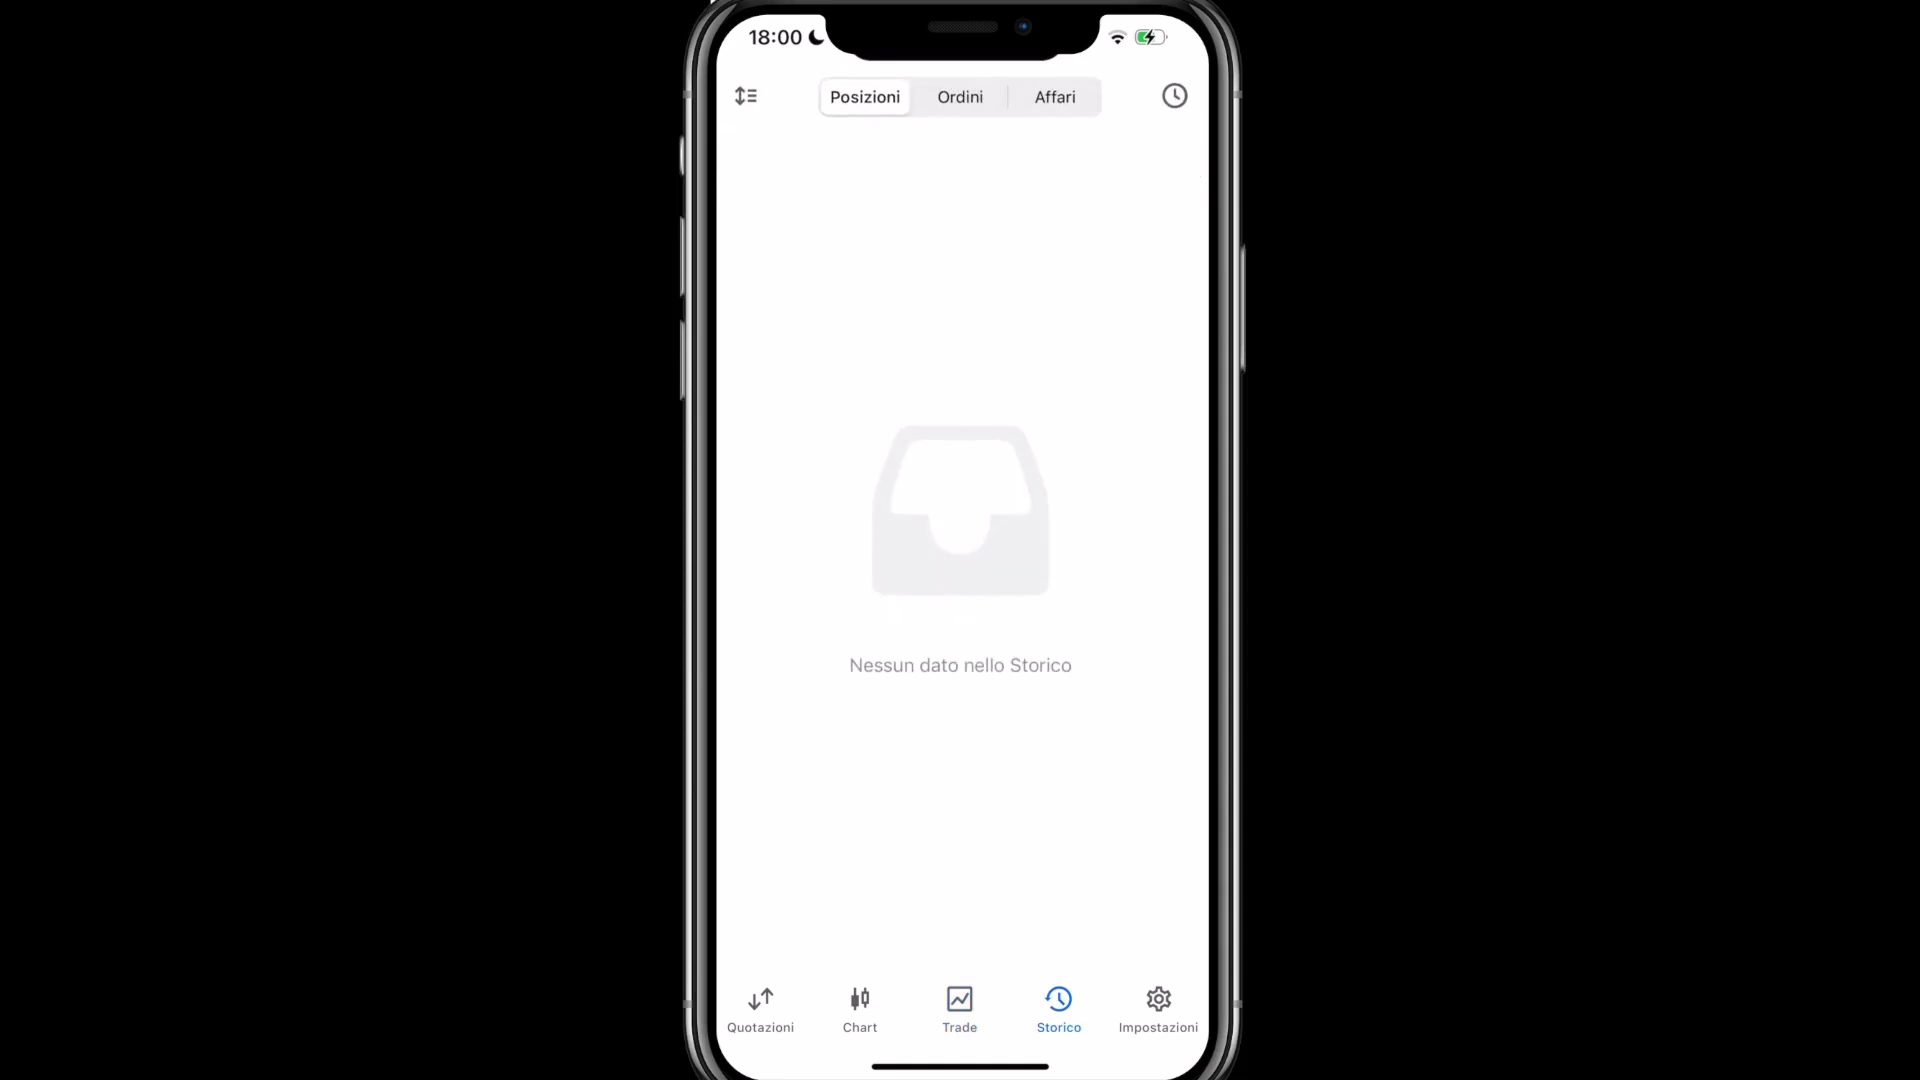 18:00
Posizioni Ordini Affari
Nessun dato nello Storico
Quotazioni Chart Trade Storico Impostazioni